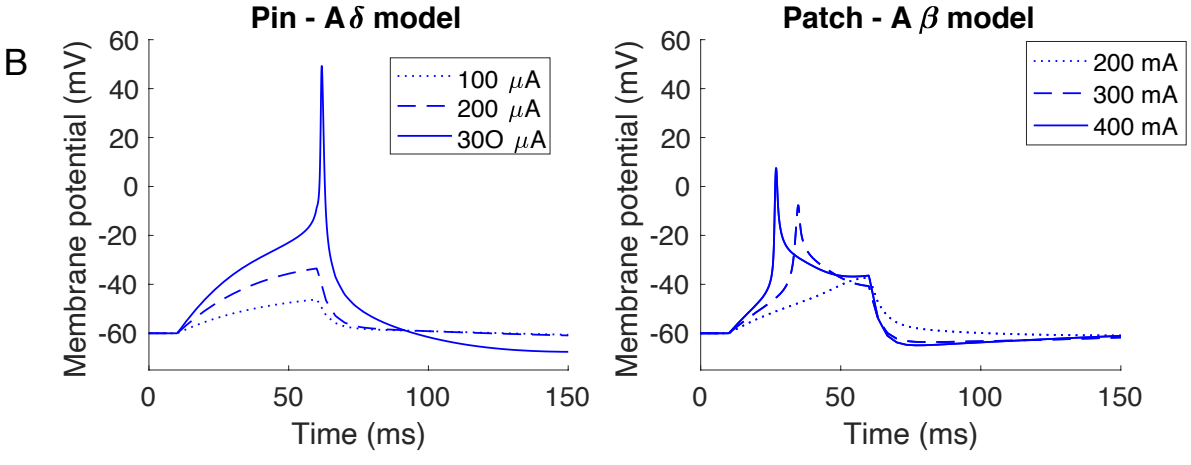 B
Pin - A δ model
Membrane potential (mV)
60
40
20
0
-20
-40
-60
0
50
100
150
Time (ms)
100 μA
200 μA
30O μA
Patch - A β model
Membrane potential (mV)
60
40
20
0
-20
-40
-60
0
50
100
150
Time (ms)
200 mA
300 mA
400 mA